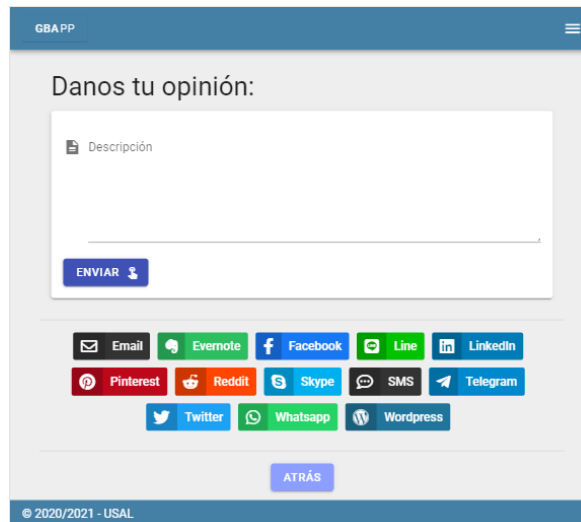 GBAPP
Danos tu opinión:
Descripción
ENVIAR
Email Evernote Facebook Line LinkedIn
Pinterest Reddit Skype SMS Telegram
Twitter Whatsapp Wordpress
ATRÁS
© 2020/2021 - USAL